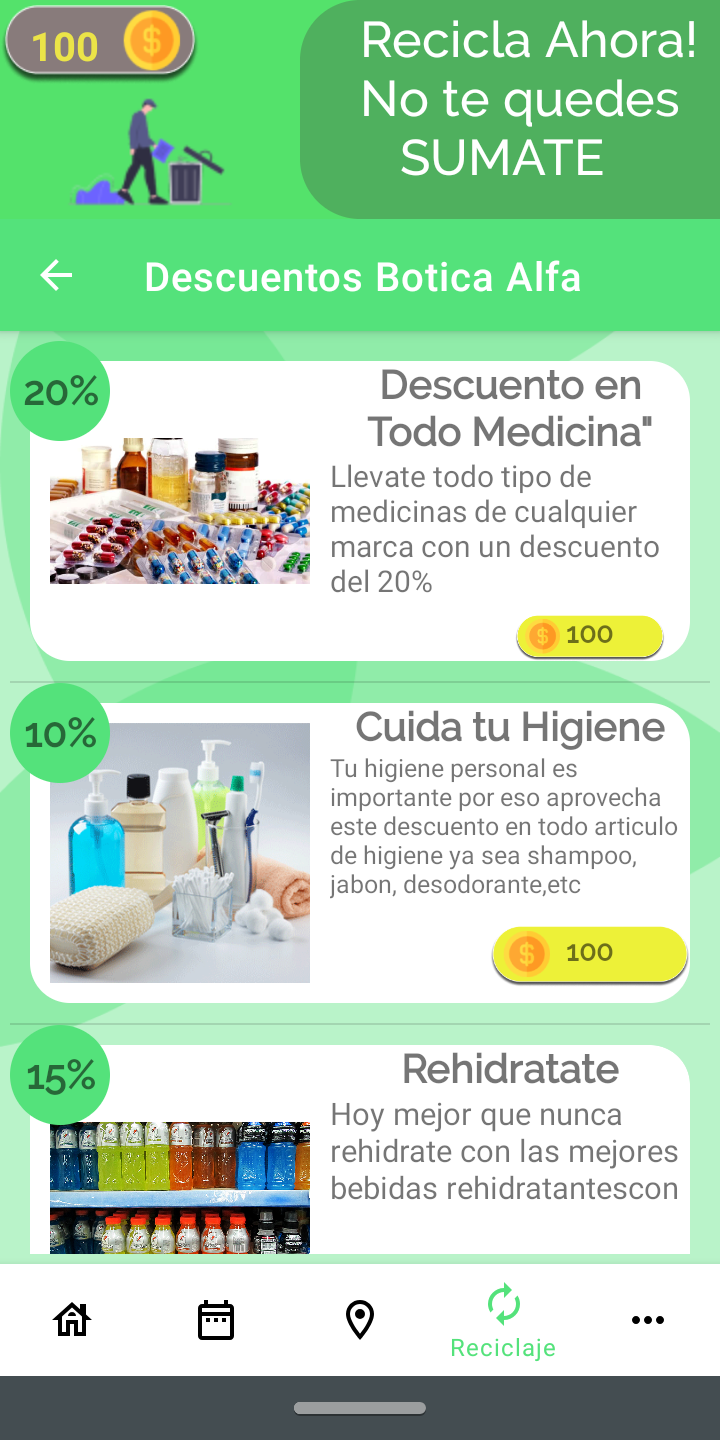 100
Recicla Ahora!
No te quedes
SUMATE
Descuentos Botica Alfa
20%
Descuento en
Todo Medicina"
Llevate todo tipo de
medicinas de cualquier
marca con un descuento
del 20%
100
10%
Cuida tu Higiene
Tu higiene personal es
importante por eso aprovecha
este descuento en todo articulo
de higiene ya sea shampoo,
jabon, desodorante,etc
100
15%
Rehidratate
Hoy mejor que nunca
rehidrate con las mejores
bebidas rehidratantescon
Reciclaje